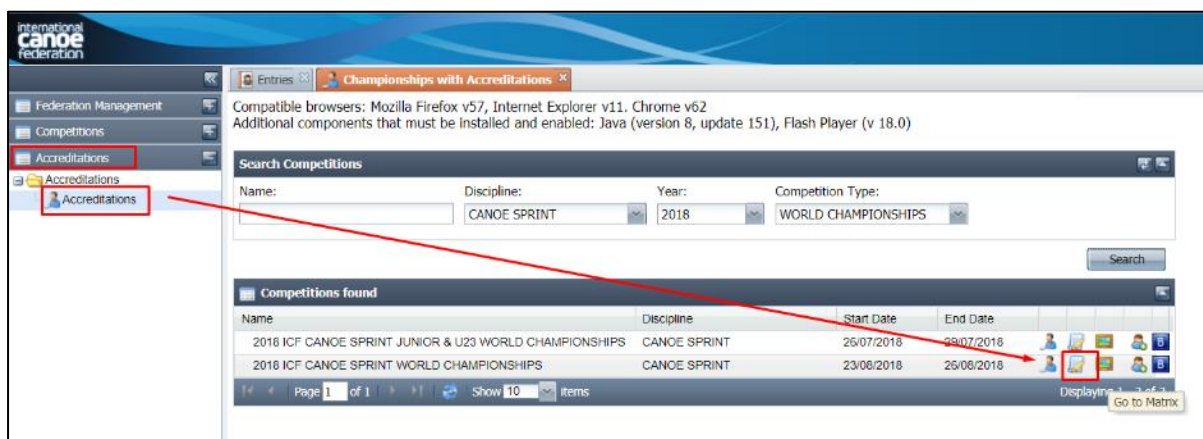 international
canoe
federation
Entries
Championships with Accreditations
Federation Management
Competitions
Accreditations
Accreditations
Accreditations
Compatible browsers: Mozilla Firefox v57, Internet Explorer v11. Chrome v62
Additional components that must be installed and enabled: Java (version 8, update 151), Flash Player (v 18.0)
Search Competitions
Name: Discipline: Year: Competition Type:
CANOE SPRINT 2018 WORLD CHAMPIONSHIPS
Search
Competitions found
Name Discipline Start Date End Date
2018 ICF CANOE SPRINT JUNIOR & U23 WORLD CHAMPIONSHIPS CANOE SPRINT 26/07/2018 29/07/2018 B
2018 ICF CANOE SPRINT WORLD CHAMPIONSHIPS CANOE SPRINT 23/08/2018 26/08/2018 B
Page 1 of 1 Show 10 items Displaying
Go to Matrix